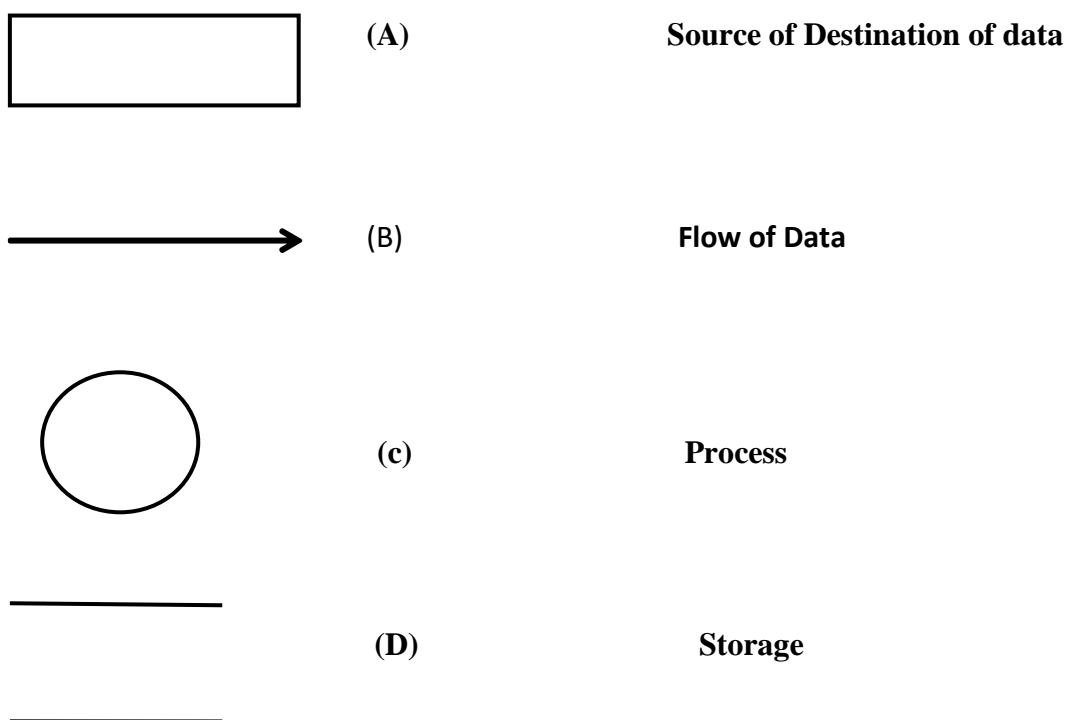 (A) Source of Destination of data
(B) Flow of Data
(c) Process
(D) Storage